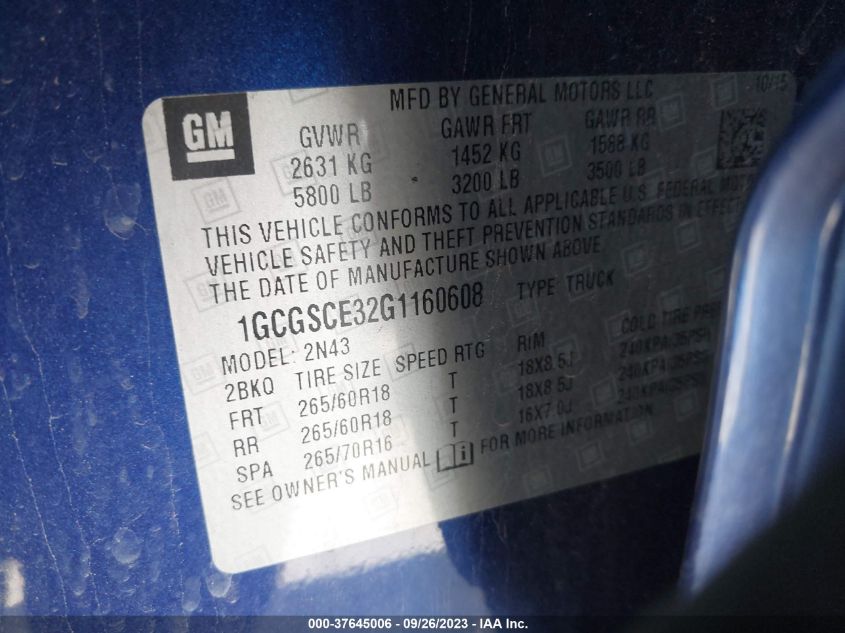 MFD BY GENERAL MOTORS LLC 10/15
GM
GVWR GAWR FRT GAWR RR
2631 KG 1452 KG 1588 KG
5800 LB 3200 LB 3500 LB
THIS VEHICLE CONFORMS TO ALL APPLICABLE U.S. FEDERAL
VEHICLE SAFETY AND THEFT PREVENTION STANDARDS IN EFFECT
THE DATE OF MANUFACTURE SHOWN ABOVE
1GCGSCE32G1160608 TYPE TRUCK
MODEL: 2N43
2BKQ TIRE SIZE SPEED RTG RIM COLD TIRE
FRT 265/60R18 T 18X8.5J 240KPA(35PSI)
RR 265/60R18 T 18X8.5J 240KPA(35PSI)
SPA 265/70R16 T 16X7.0J 240KPA(35PSI)
SEE OWNER'S MANUAL FOR MORE INFORMATION
000-37645006 - 09/26/2023 - IAA Inc.